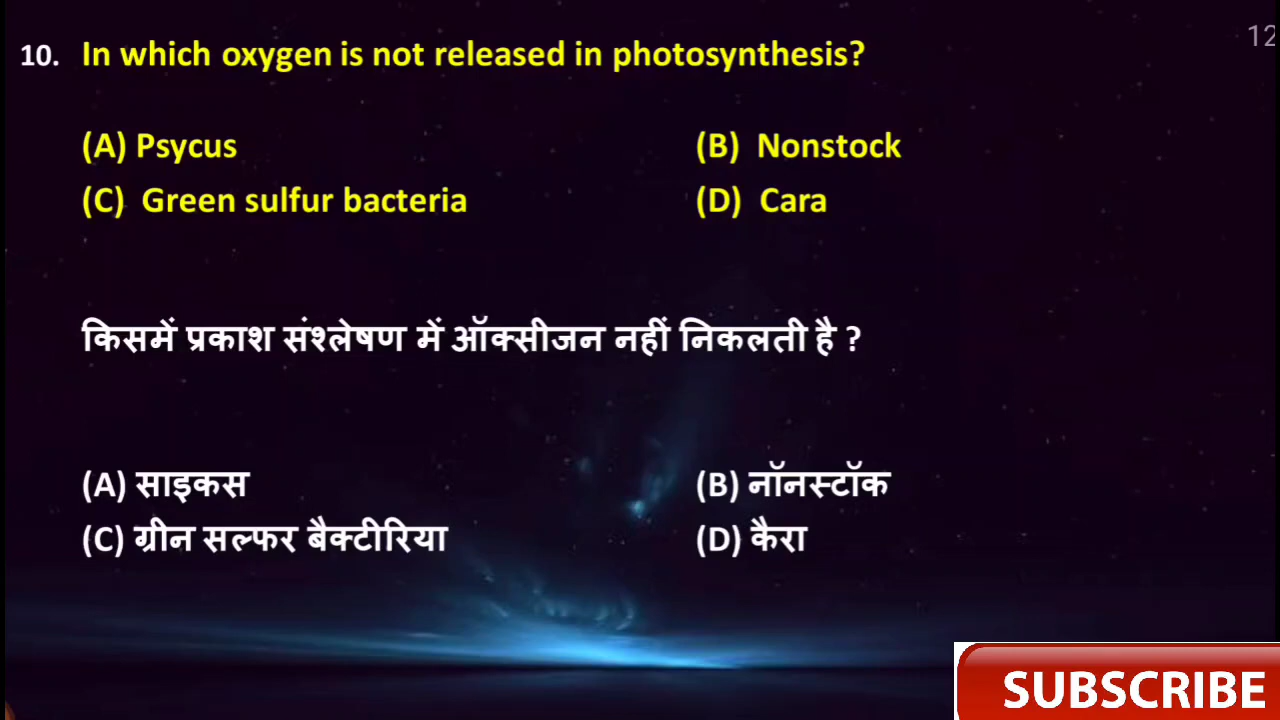 12
10. In which oxygen is not released in photosynthesis?
(A) Psycus (B) Nonstock
(C) Green sulfur bacteria (D) Cara
किसमें प्रकाश संश्लेषण में ऑक्सीजन नहीं निकलती है ?
(A) साइकस (B) नॉनस्टॉक
(C) ग्रीन सल्फर बैक्टीरिया (D) कैरा
SUBSCRIBE